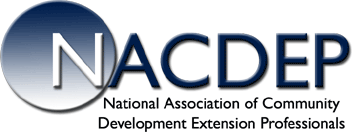 NACDEP
National Association of Community
Development Extension Professionals